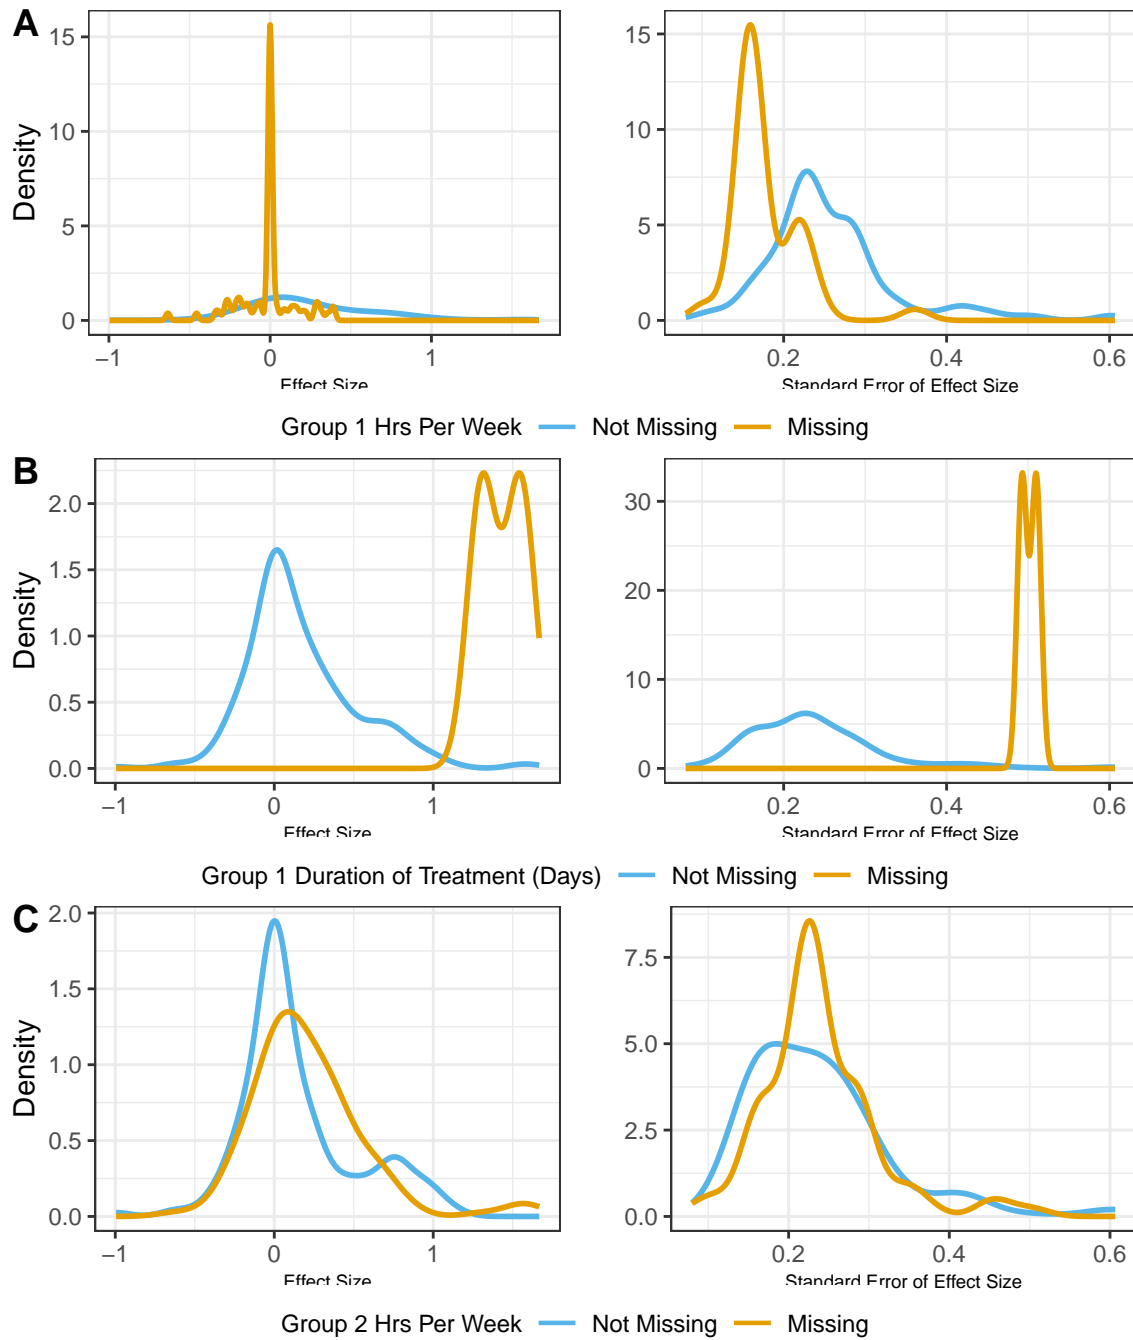 A
Density
15
10
5
0
−1
0
1
Effect Size
15
10
5
0
0.2
0.4
0.6
Standard Error of Effect Size
Group 1 Hrs Per Week Not Missing Missing
B
Density
2.0
1.5
1.0
0.5
0.0
−1
0
1
Effect Size
30
20
10
0
0.2
0.4
0.6
Standard Error of Effect Size
Group 1 Duration of Treatment (Days) Not Missing Missing
C
Density
2.0
1.5
1.0
0.5
0.0
−1
0
1
Effect Size
7.5
5.0
2.5
0.0
0.2
0.4
0.6
Standard Error of Effect Size
Group 2 Hrs Per Week Not Missing Missing